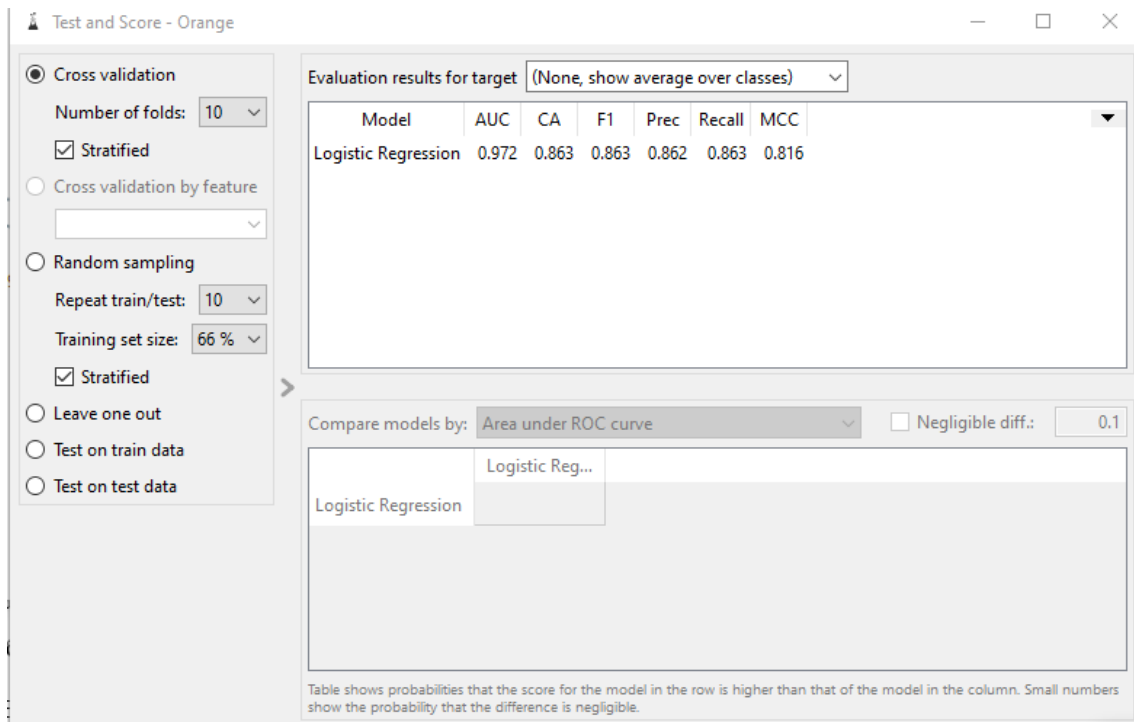 Test and Score - Orange
Cross validation
Number of folds: 10
Stratified
Cross validation by feature
Random sampling
Repeat train/test: 10
Training set size: 66 %
Stratified
Leave one out
Test on train data
Test on test data
Evaluation results for target (None, show average over classes)
Model AUC CA F1 Prec Recall MCC
Logistic Regression 0.972 0.863 0.863 0.862 0.863 0.816
Compare models by: Area under ROC curve Negligible diff.: 0.1
Logistic Reg...
Logistic Regression
Table shows probabilities that the score for the model in the row is higher than that of the model in the column. Small numbers
show the probability that the difference is negligible.